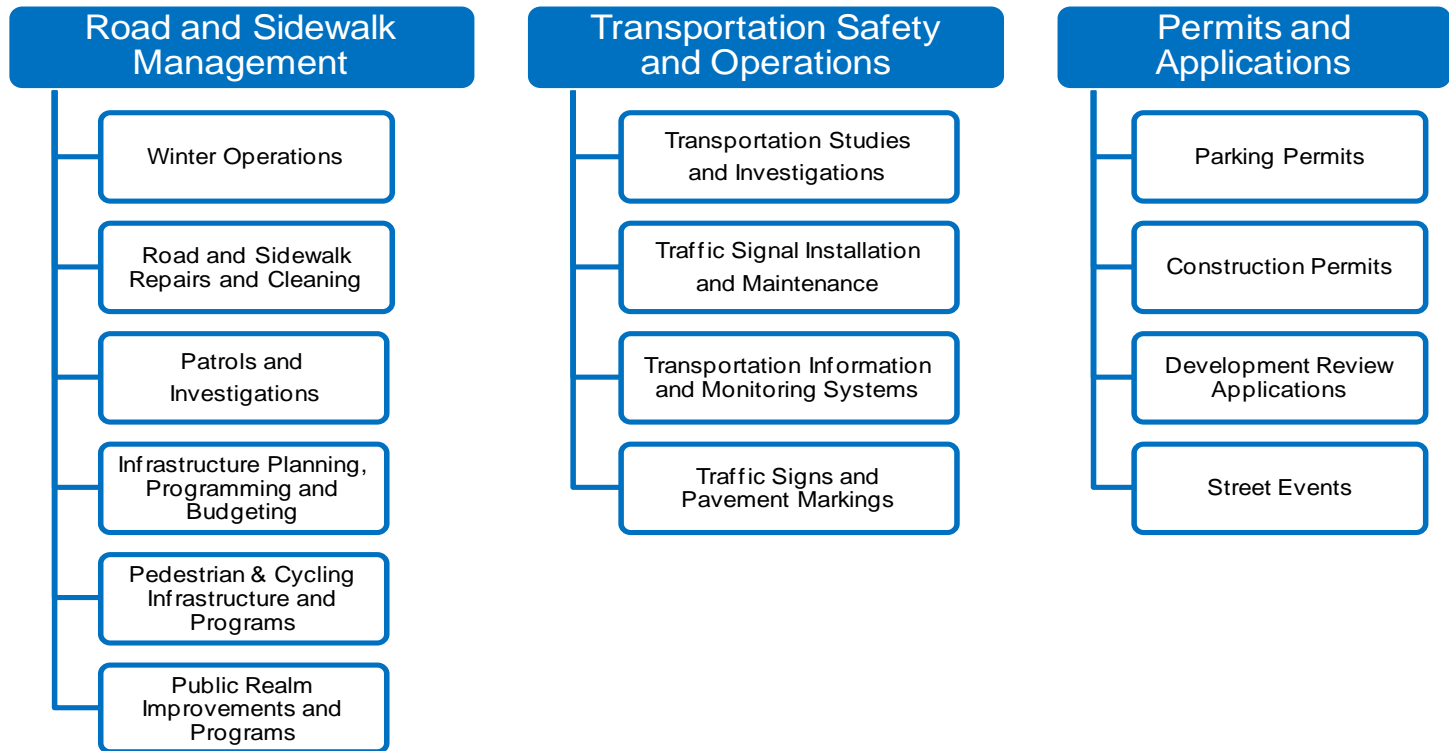 Road and Sidewalk
Management
Winter Operations
Road and Sidewalk
Repairs and Cleaning
Patrols and
Investigations
Infrastructure Planning,
Programming and
Budgeting
Pedestrian & Cycling
Infrastructure and
Programs
Public Realm
Improvements and
Programs
Transportation Safety
and Operations
Transportation Studies
and Investigations
Traffic Signal Installation
and Maintenance
Transportation Information
and Monitoring Systems
Traffic Signs and
Pavement Markings
Permits and
Applications
Parking Permits
Construction Permits
Development Review
Applications
Street Events